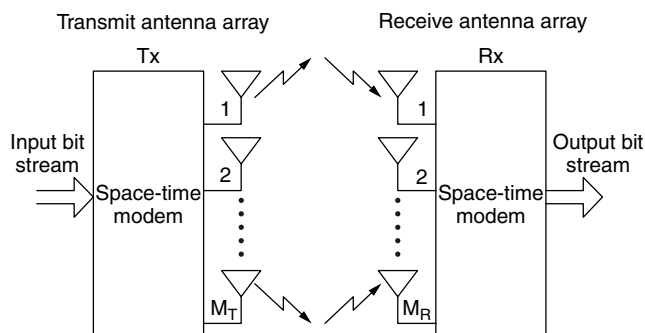 Transmit antenna array
Receive antenna array
Tx
Rx
1
1
Input bit
stream
Output bit
stream
2
2
Space-time
modem
Space-time
modem
M_T
M_R